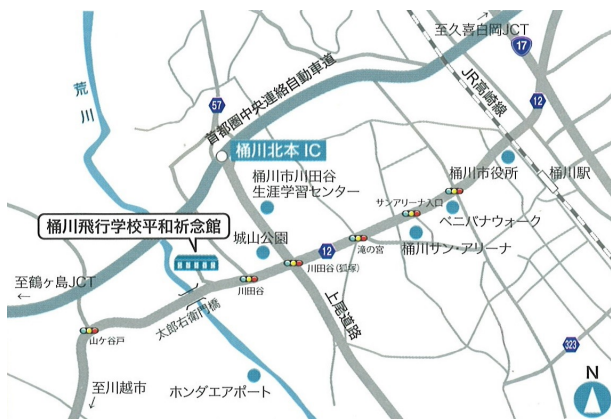 至久喜白岡JCT
17
荒川
57
首都圏中央連絡自動車道
JR高崎線
12
桶川北本 IC
桶川市川田谷
生涯学習センター
桶川市役所
桶川駅
サンアリーナ入口
ベニバナウォーク
桶川飛行学校平和祈念館
城山公園
12
滝の宮
桶川サン・アリーナ
川田谷(狐塚)
至鶴ヶ島JCT
川田谷
上尾道路
太郎右衛門橋
山ケ谷戸
323
至川越市
ホンダエアポート
N